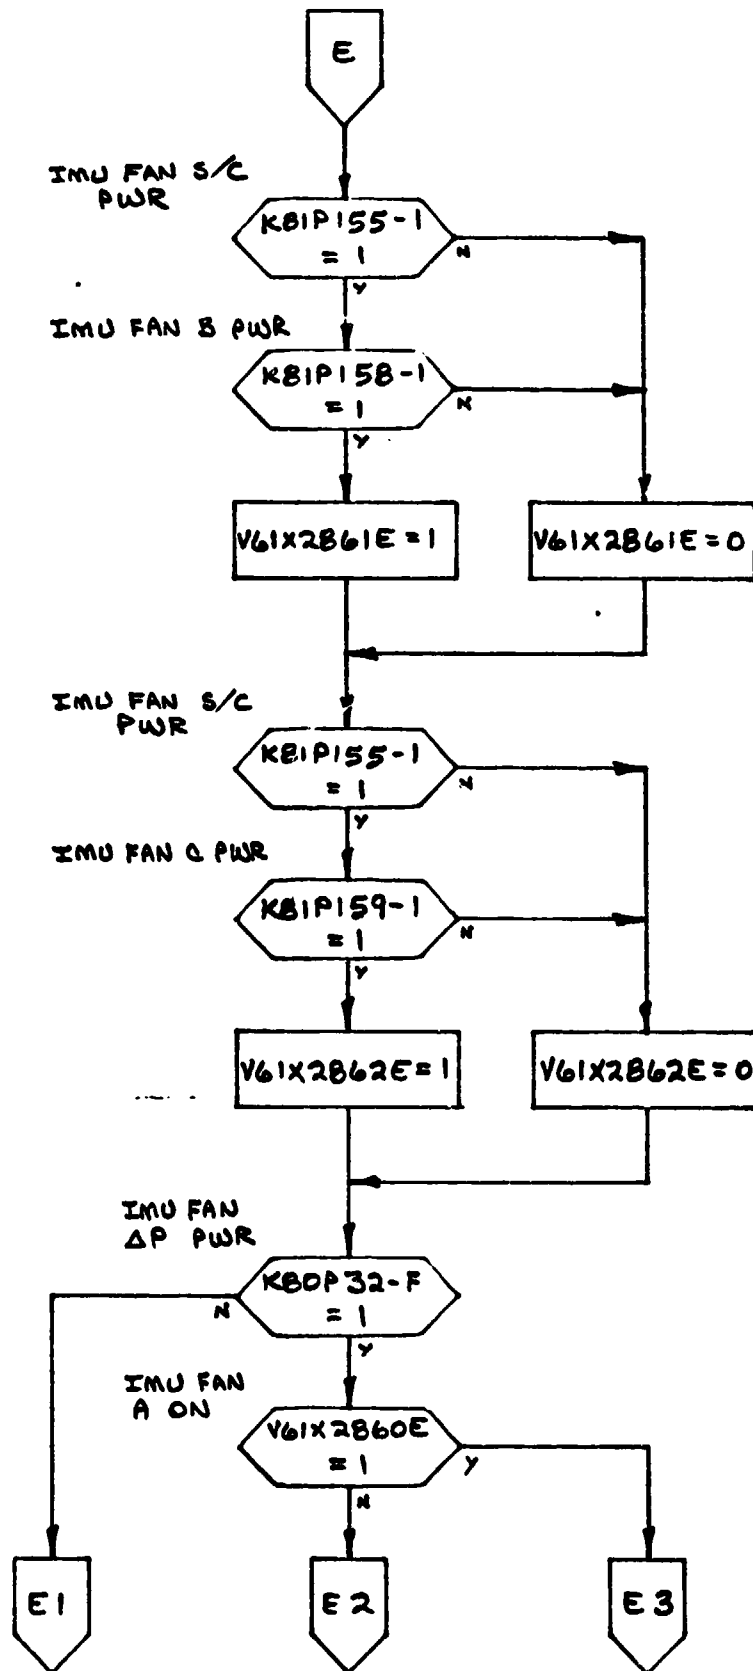 E
IMU FAN S/C
PWR
K81P155-1
= 1
N
Y
IMU FAN B PWR
K81P158-1
= 1
N
Y
V61X2861E = 1
V61X2861E = 0
IMU FAN S/C
PWR
K81P155-1
= 1
N
Y
IMU FAN C PWR
K81P159-1
= 1
N
Y
V61X2862E = 1
V61X2862E = 0
IMU FAN
ΔP PWR
K80P32-F
= 1
N
Y
IMU FAN
A ON
V61X2860E
= 1
Y
N
E1
E2
E3